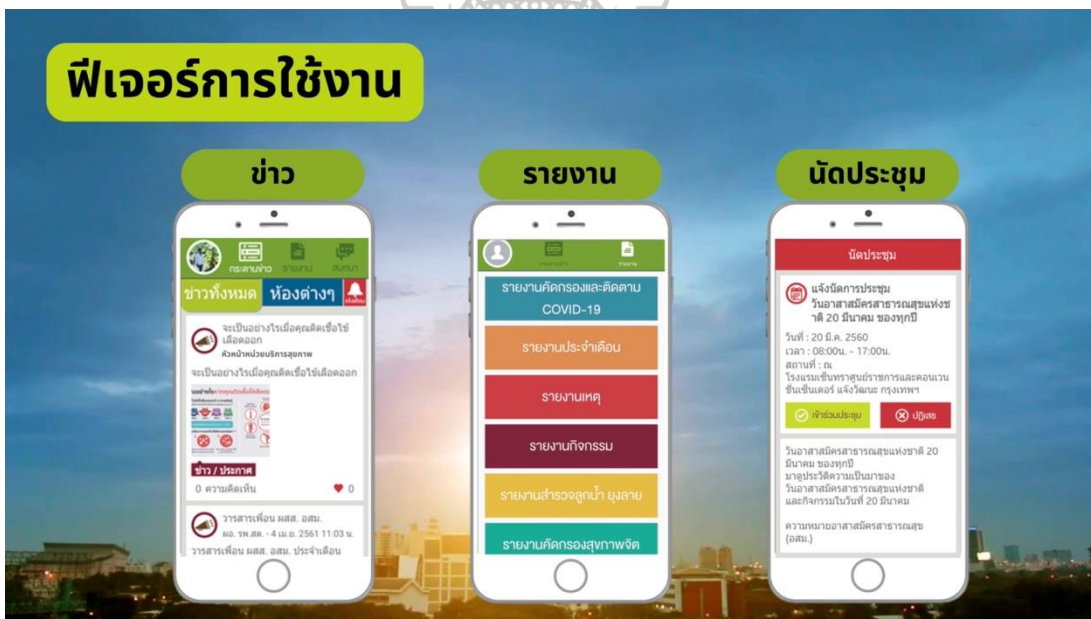 ฟีเจอร์การใช้งาน
ข่าว
กระดานข่าว รายงาน สนทนา
ข่าวทั้งหมด ห้องต่างๆ
จะเป็นอย่างไรเมื่อคุณติดเชื้อไข้
เลือดออก
หัวหน้าหน่วยบริการสุขภาพ
จะเป็นอย่างไรเมื่อคุณติดเชื้อไข้เลือดออก
ข่าว / ประกาศ
0 ความคิดเห็น 0
วารสารเพื่อน ผสส. อสม.
ผอ. รพ.สต. - 4 เม.ย. 2561 11:03 น.
วารสารเพื่อน ผสส. อสม. ประจำเดือน
รายงาน
กระดานข่าว รายงาน
รายงานคัดกรองและติดตาม
COVID-19
รายงานประจำเดือน
รายงานเหตุ
รายงานกิจกรรม
รายงานสำรวจลูกน้ำ ยุงลาย
รายงานคัดกรองสุขภาพจิต
นัดประชุม
นัดประชุม
แจ้งนัดการประชุม
วันอาสาสมัครสาธารณสุขแห่งช
าติ 20 มีนาคม ของทุกปี
วันที่ : 20 มี.ค. 2560
เวลา : 08:00น. - 17:00น.
สถานที่ : ณ
โรงแรมเซ็นทราศูนย์ราชการและคอนเวน
ชั่นเซ็นเตอร์ แจ้งวัฒนะ กรุงเทพฯ
เข้าร่วมประชุม ปฏิเสธ
วันอาสาสมัครสาธารณสุขแห่งชาติ 20
มีนาคม ของทุกปี
มาดูประวัติความเป็นมาของ
วันอาสาสมัครสาธารณสุขแห่งชาติ
และกิจกรรมในวันที่ 20 มีนาคม
ความหมายอาสาสมัครสาธารณสุข
(อสม.)